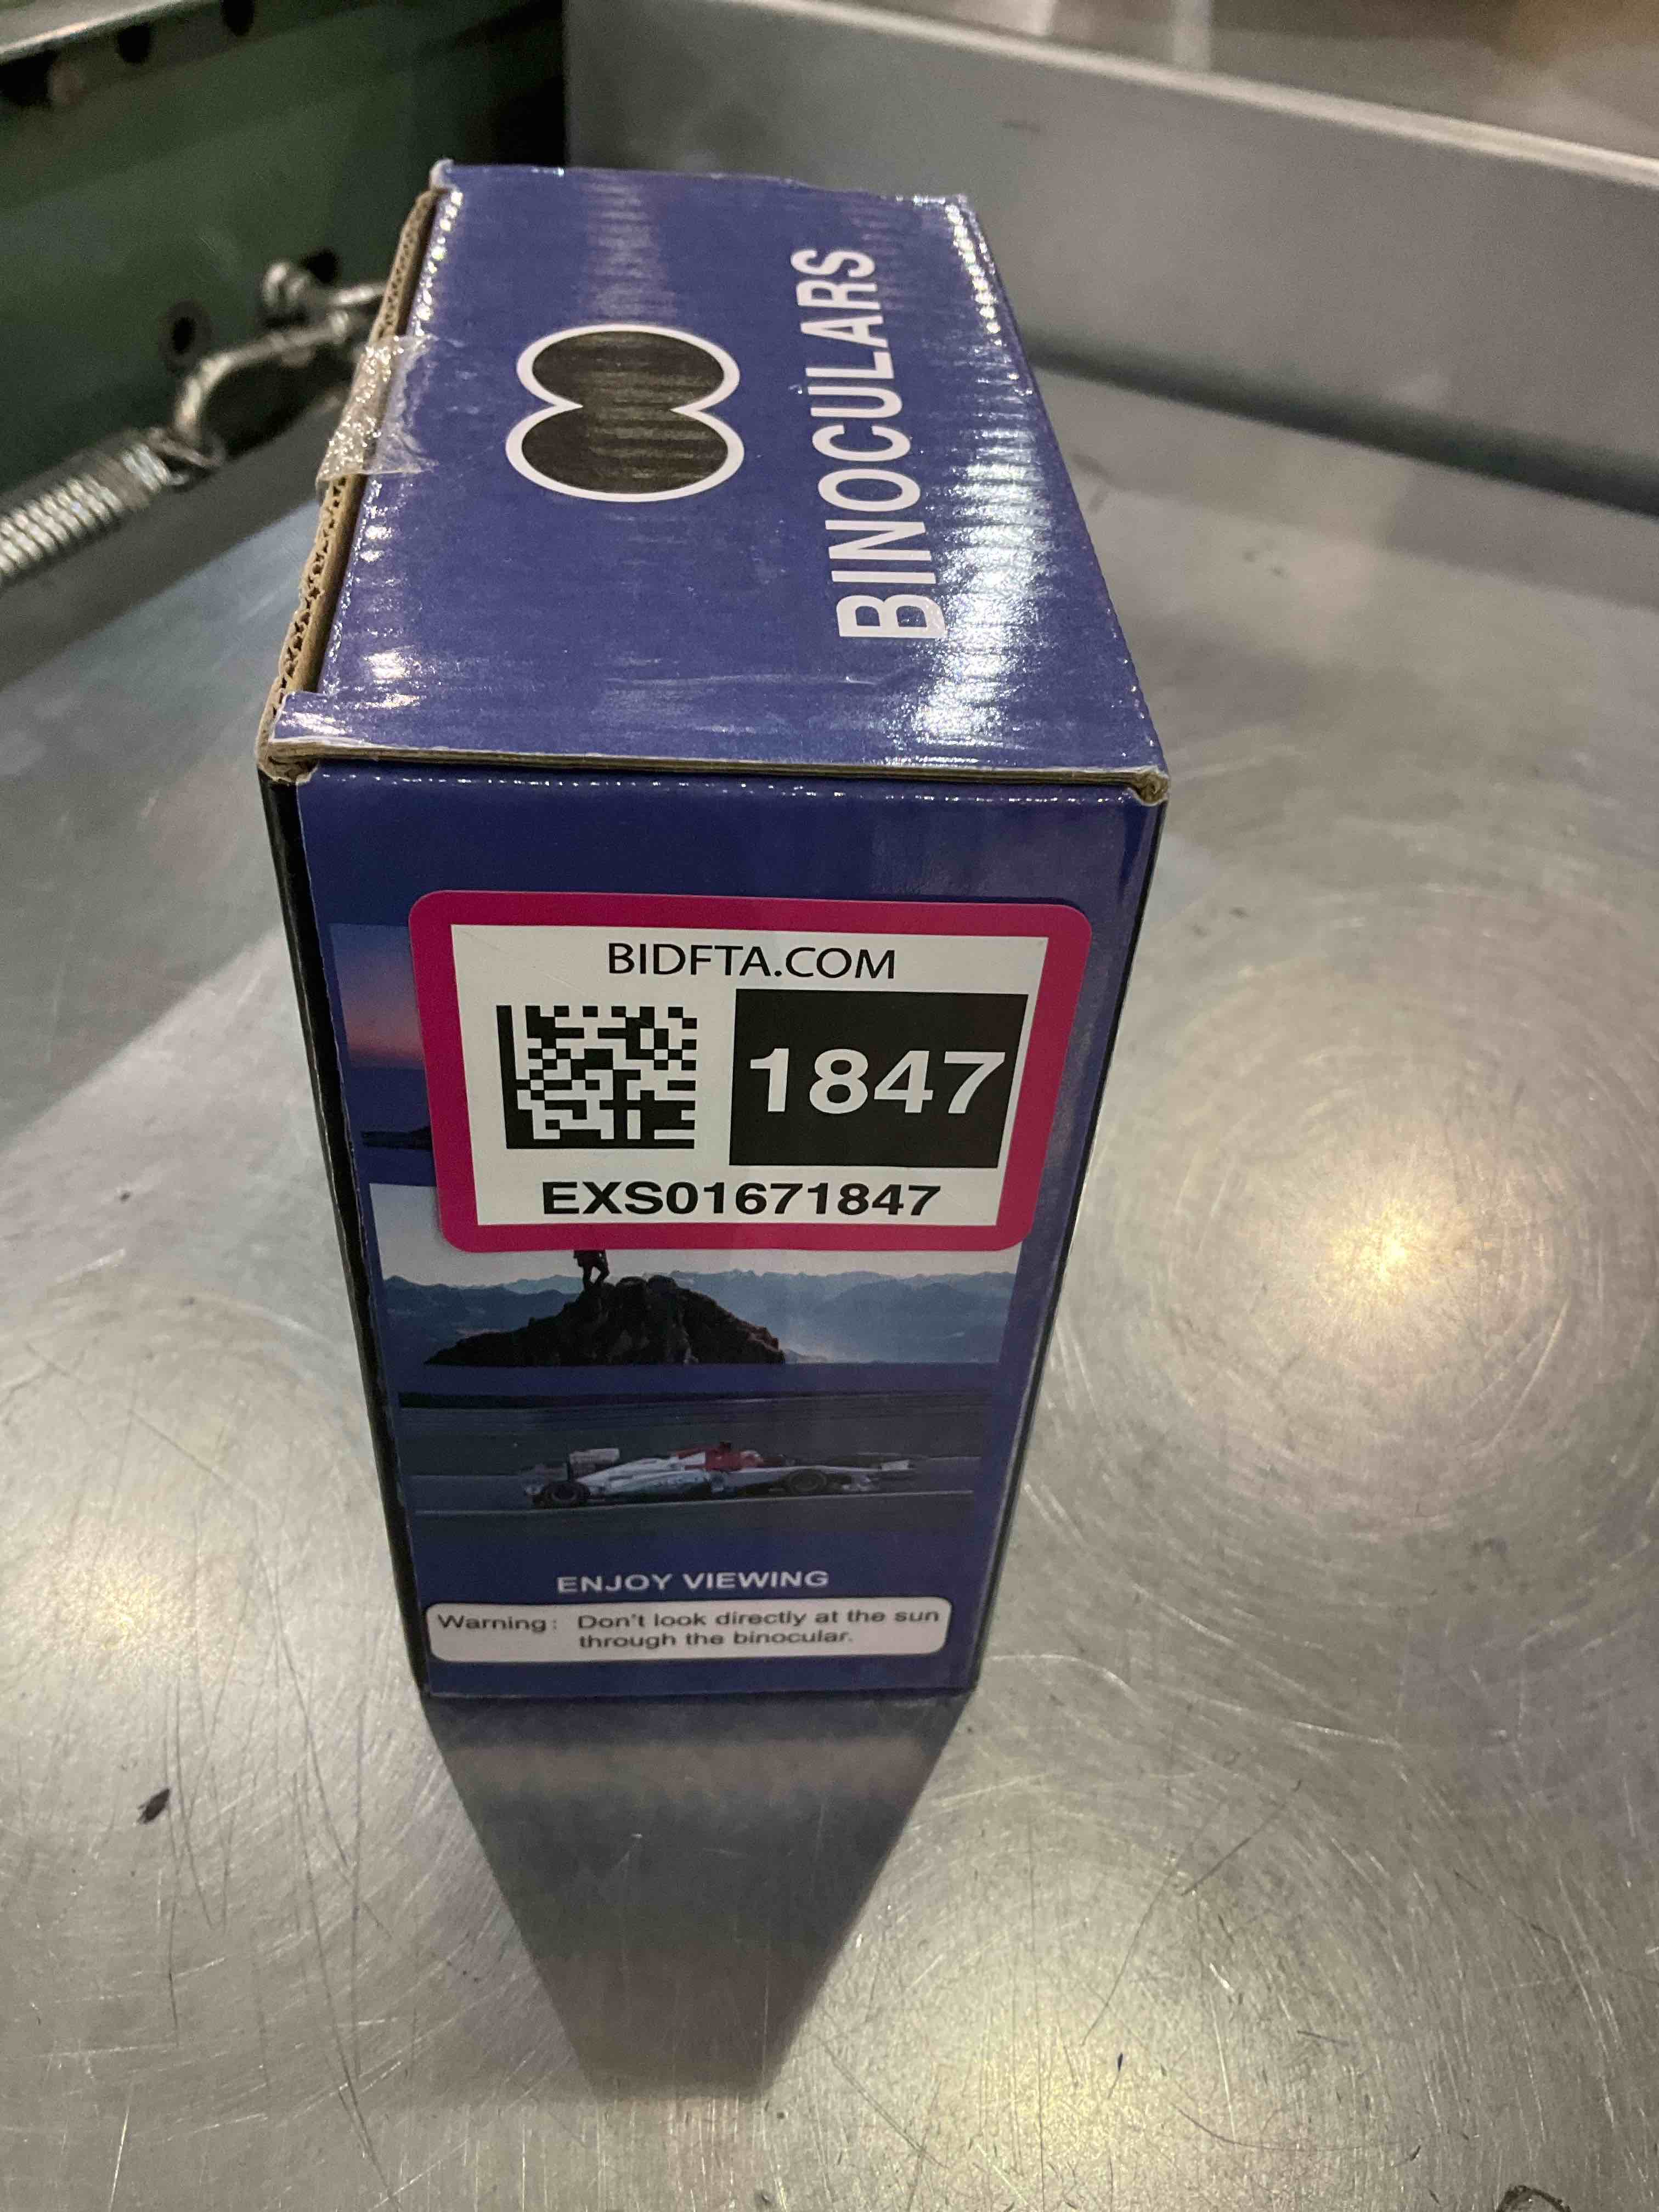 BINOCULARS
BIDFTA.COM
1847
EXS01671847
ENJOY VIEWING
Warning: Don't look directly at the sun
through the binocular.